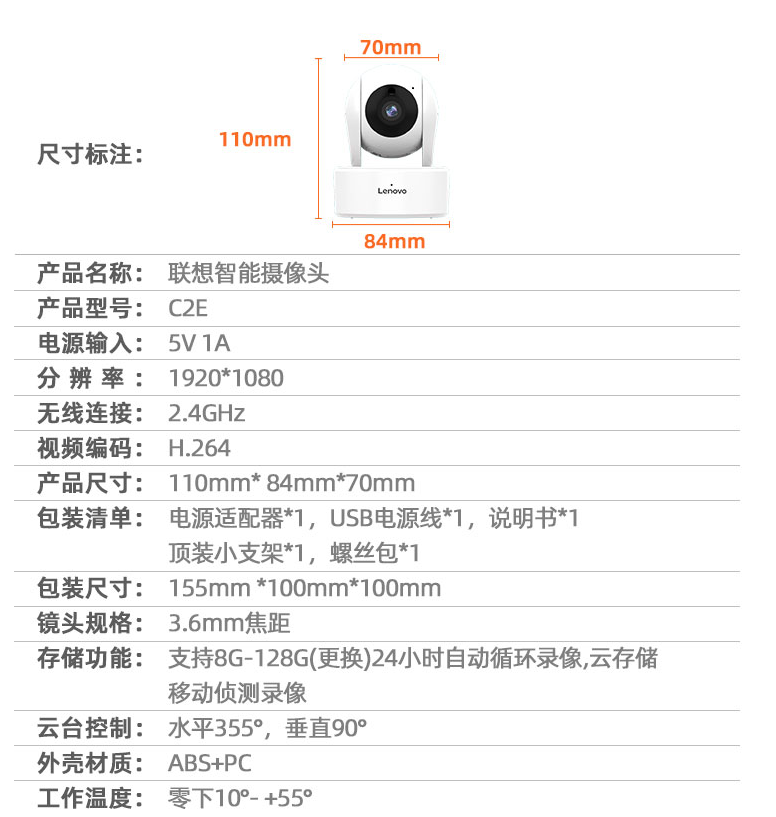 70mm
110mm
尺寸标注：
Lenovo
84mm
产品名称： 联想智能摄像头
产品型号： C2E
电源输入： 5V 1A
分 辨 率 ： 1920*1080
无线连接： 2.4GHz
视频编码： H.264
产品尺寸： 110mm* 84mm*70mm
包装清单： 电源适配器*1，USB电源线*1，说明书*1
顶装小支架*1，螺丝包*1
包装尺寸： 155mm *100mm*100mm
镜头规格： 3.6mm焦距
存储功能： 支持8G-128G(更换)24小时自动循环录像,云存储
移动侦测录像
云台控制： 水平355°，垂直90°
外壳材质： ABS+PC
工作温度： 零下10°- +55°